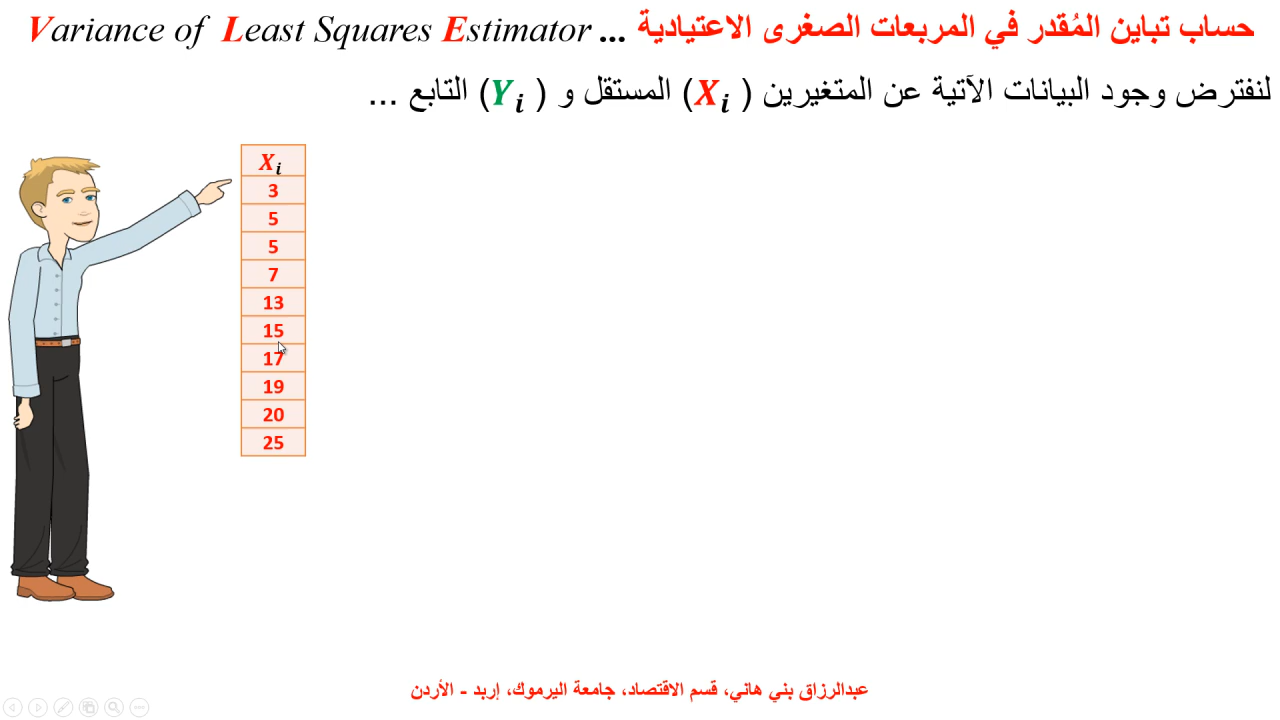 حساب تباين المُقدر في المربعات الصغرى الاعتيادية ... Variance of Least Squares Estimator
لنفترض وجود البيانات الآتية عن المتغيرين ( Xi ) المستقل و ( Yi ) التابع ...
Xi
3
5
5
7
13
15
17
19
20
25
عبدالرزاق بني هاني، قسم الاقتصاد، جامعة اليرموك، إربد - الأردن